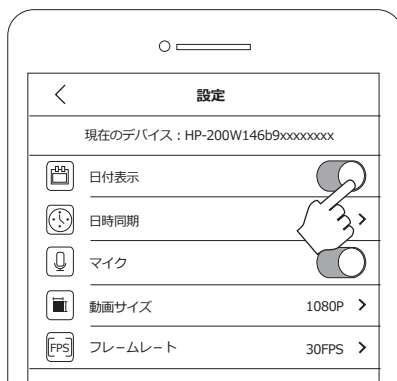 設定
現在のデバイス：HP-200W146b9xxxxxxxx
日付表示
日時同期
マイク
動画サイズ 1080P
FPS フレームレート 30FPS